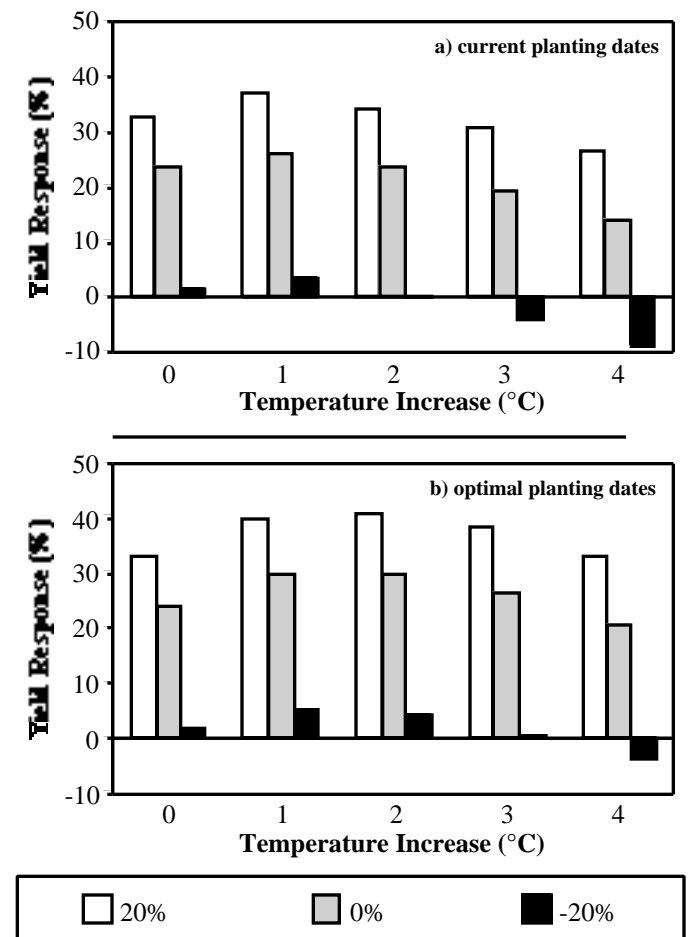 50
a) current planting dates
40
30
20
10
0
-10
Yield Response (%)
0 1 2 3 4
Temperature Increase (°C)
50
b) optimal planting dates
40
30
20
10
0
-10
Yield Response (%)
0 1 2 3 4
Temperature Increase (°C)
20% 0% -20%